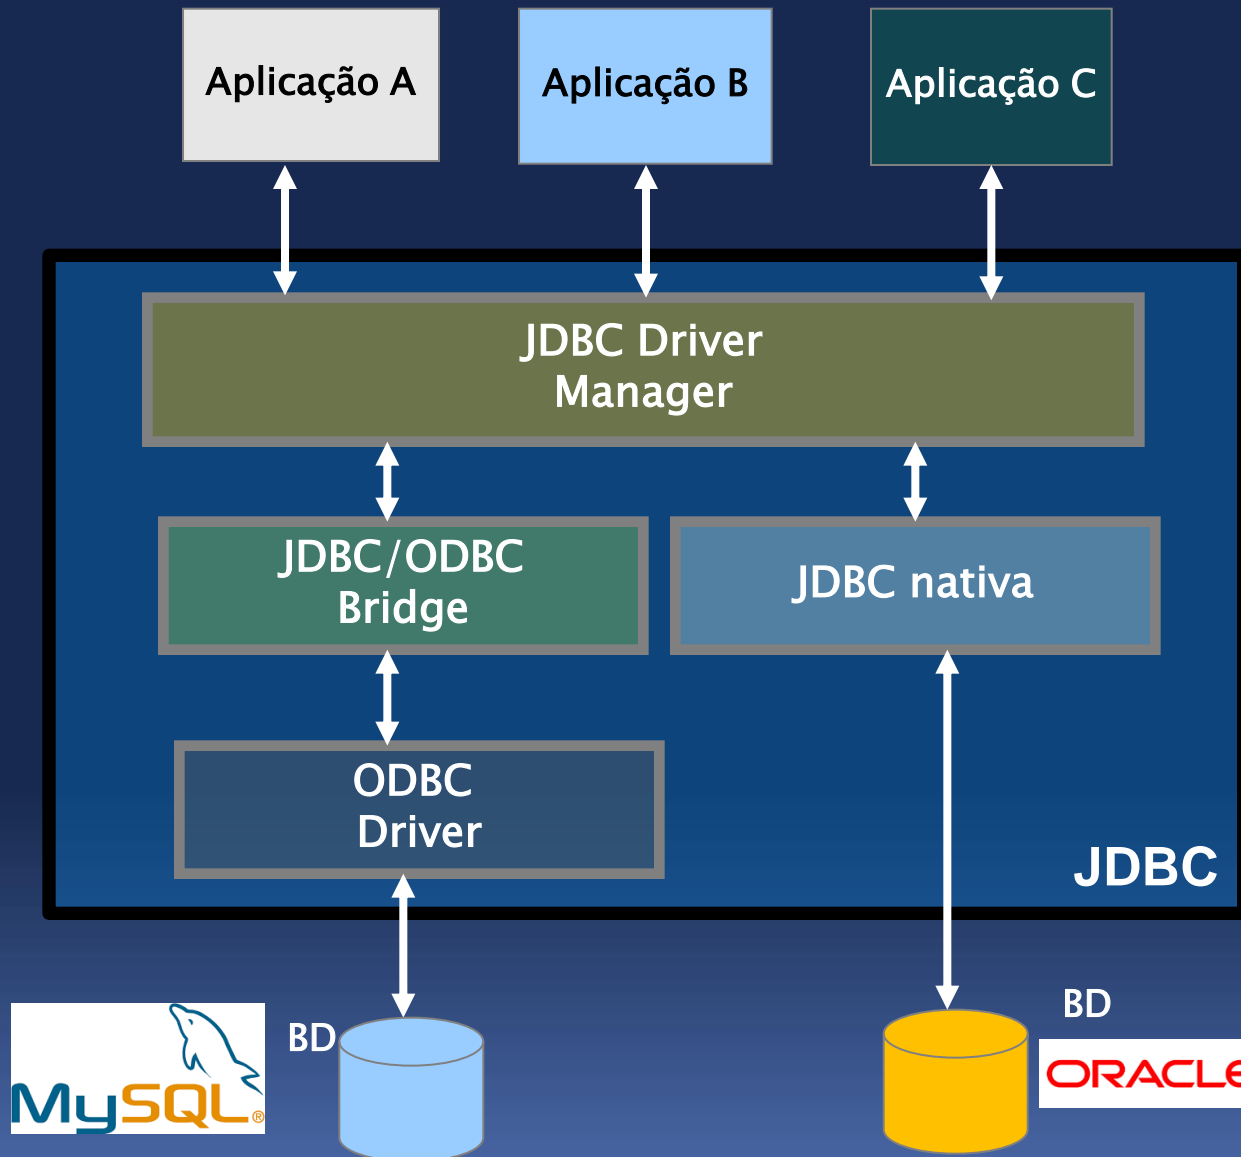 Aplicação A
Aplicação B
Aplicação C
JDBC Driver
Manager
JDBC/ODBC
Bridge
JDBC nativa
ODBC
Driver
JDBC
BD
MySQL®
BD
ORACLE